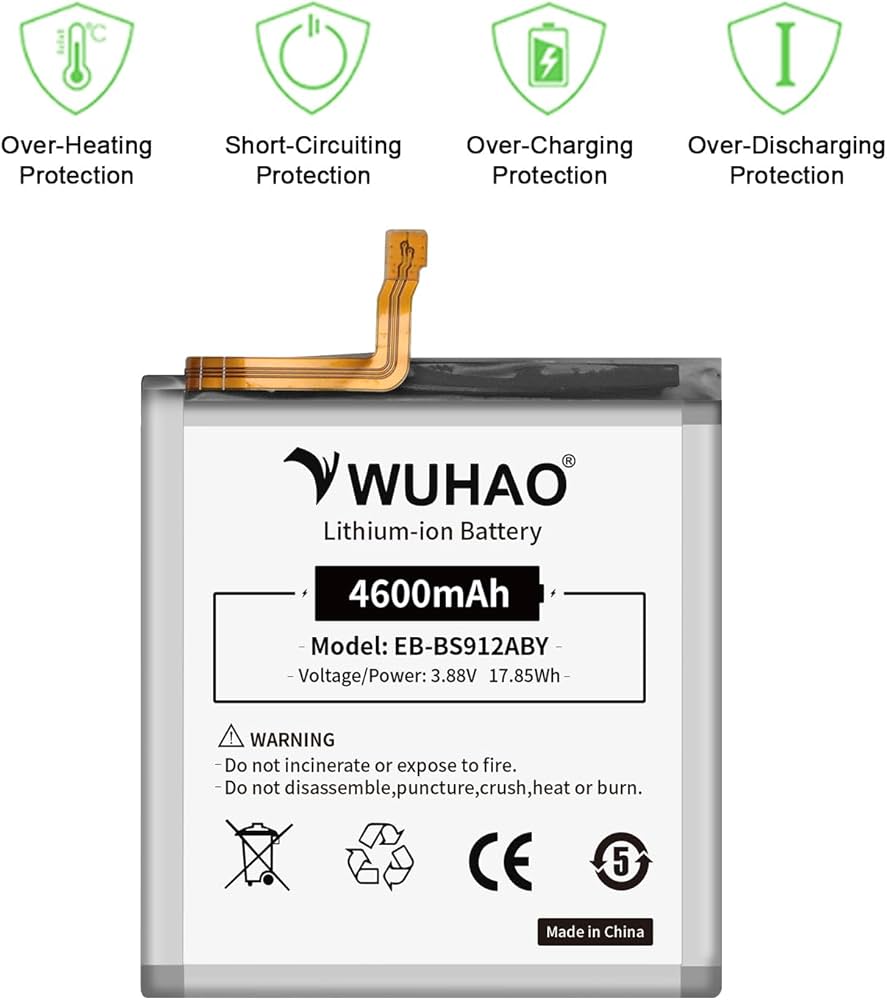 °C
Over-Heating
Protection
Short-Circuiting
Protection
Over-Charging
Protection
Over-Discharging
Protection
WUHAO®
Lithium-ion Battery
4600mAh
- Model: EB-BS912ABY -
- Voltage/Power: 3.88V 17.85Wh -
WARNING
-Do not incinerate or expose to fire.
-Do not disassemble,puncture,crush,heat or burn.
CE
5
Made in China